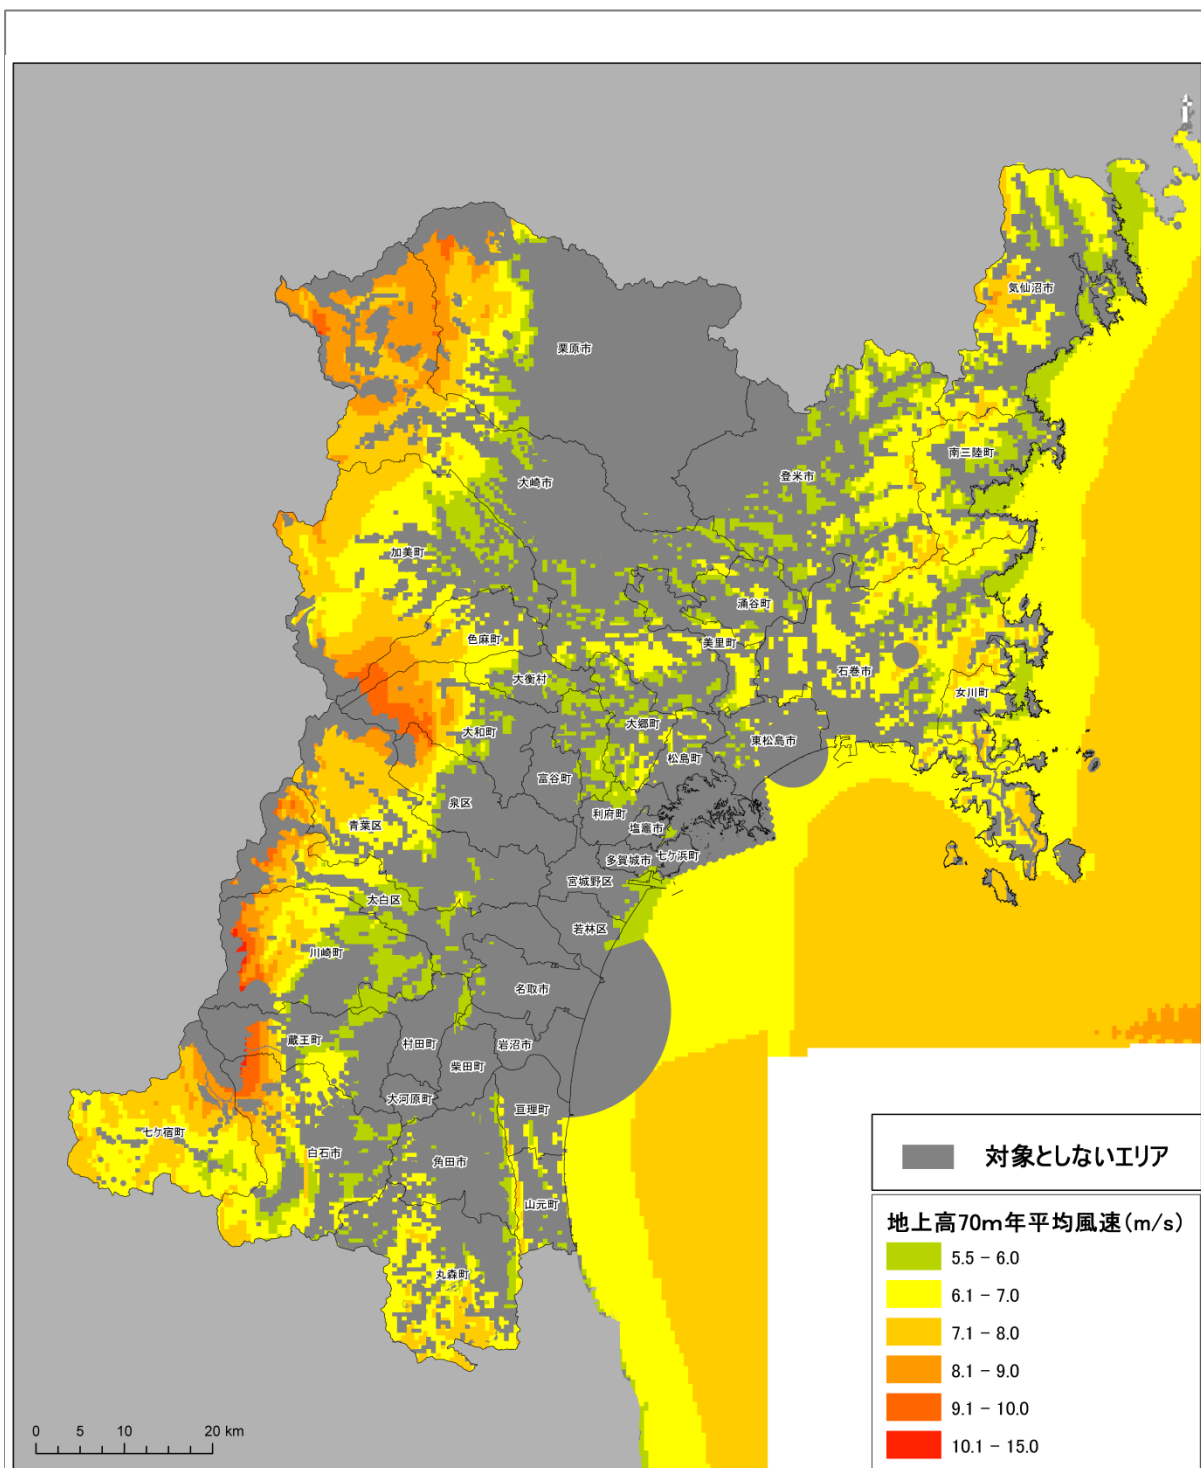 気仙沼市
栗原市
南三陸町
登米市
大崎市
加美町
涌谷町
色麻町
美里町
石巻市
大衡村
女川町
大郷町
大和町
東松島市
松島町
富谷町
泉区
利府町
青葉区
塩竈市
七ケ浜町
多賀城市
宮城野区
太白区
若林区
川崎町
名取市
蔵王町
村田町
岩沼市
柴田町
大河原町
亘理町
七ケ宿町
白石市
角田市
山元町
丸森町
対象としないエリア
地上高70m年平均風速(m/s)
5.5 - 6.0
6.1 - 7.0
7.1 - 8.0
8.1 - 9.0
9.1 - 10.0
10.1 - 15.0
0 5 10 20 km